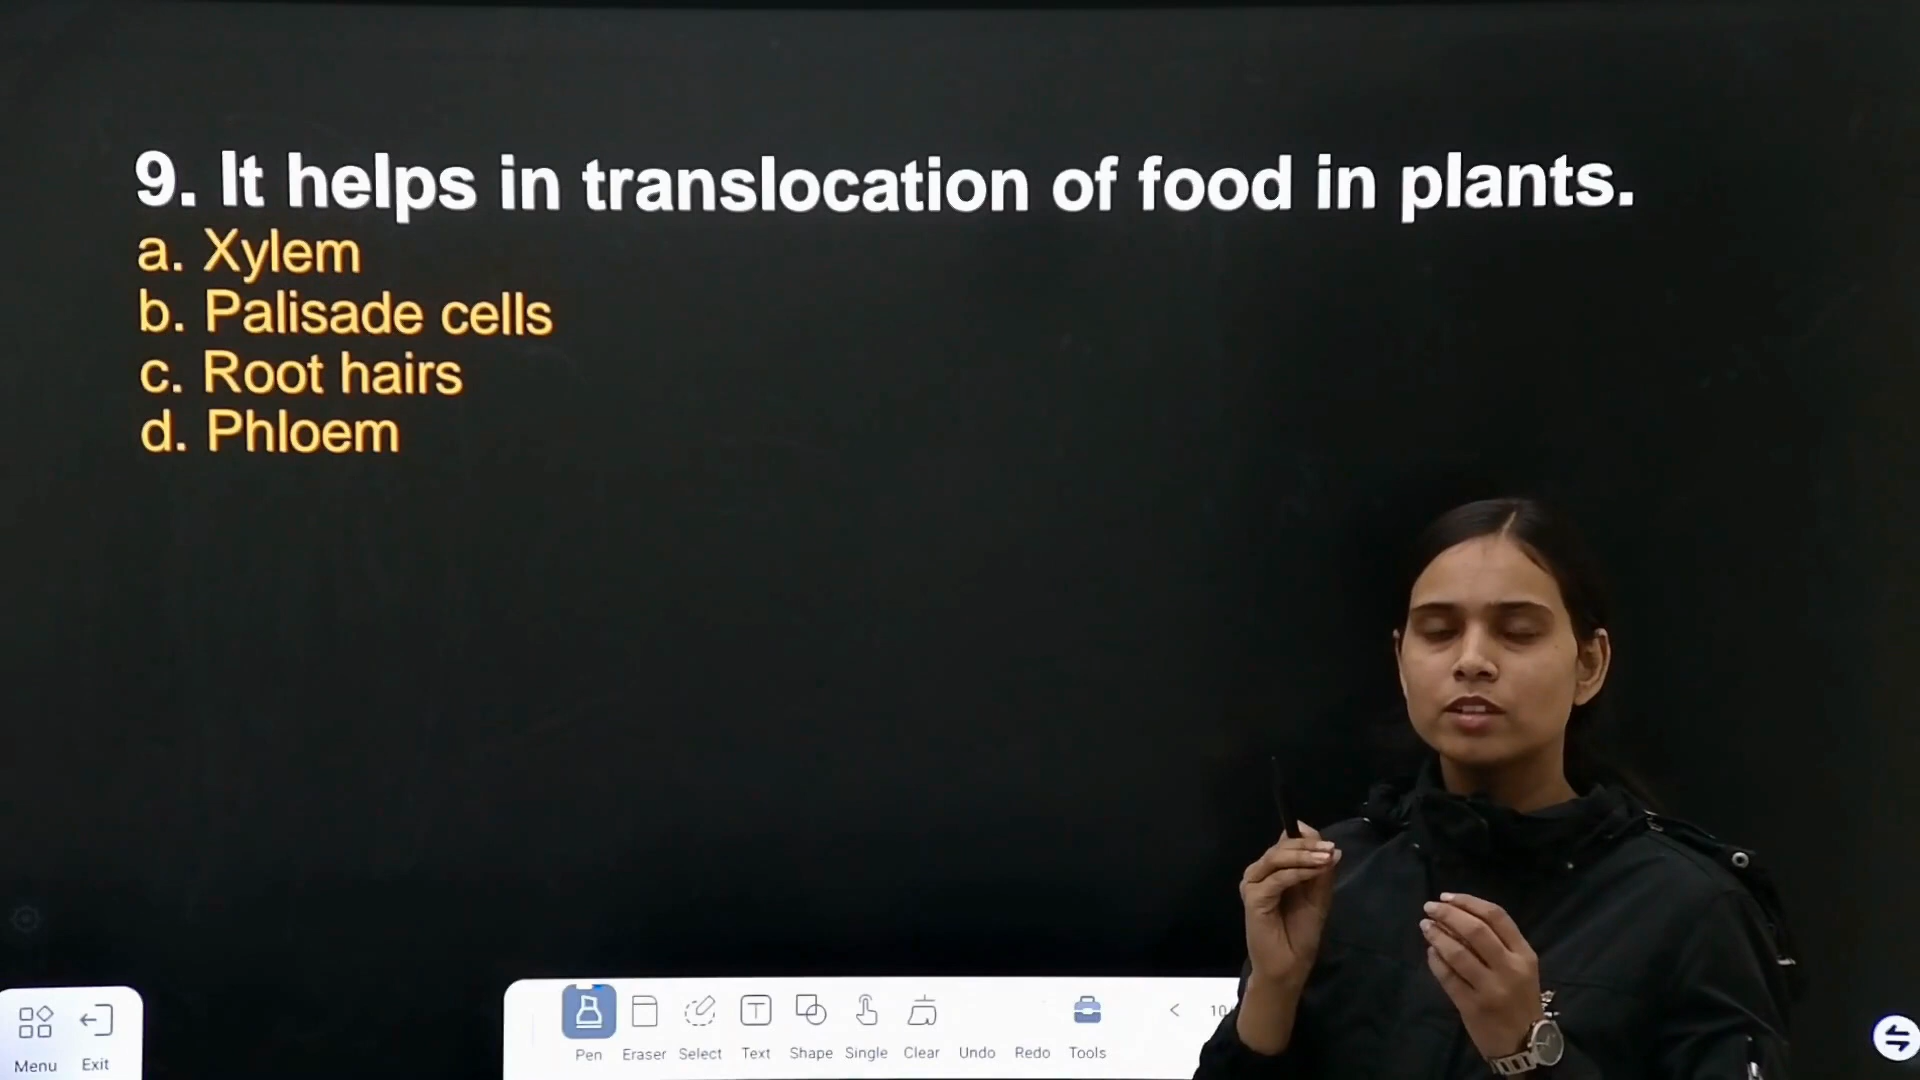 9. It helps in translocation of food in plants.
a. Xylem
b. Palisade cells
c. Root hairs
d. Phloem
Menu Exit
Pen Eraser Select Text Shape Single Clear Undo Redo Tools
< 10